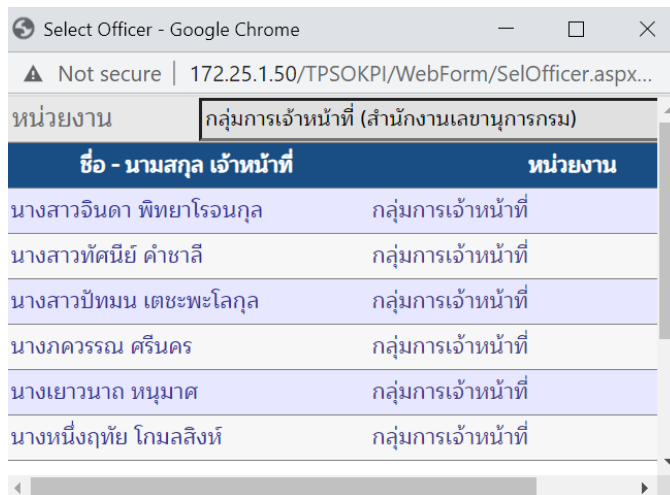 Select Officer - Google Chrome
Not secure | 172.25.1.50/TPSOKPI/WebForm/SelOfficer.aspx...
หน่วยงาน กลุ่มการเจ้าหน้าที่ (สำนักงานเลขานุการกรม)
ชื่อ - นามสกุล เจ้าหน้าที่ หน่วยงาน
นางสาวจินดา พิทยาโรจนกุล กลุ่มการเจ้าหน้าที่
นางสาวทัศนีย์ คำชาลี กลุ่มการเจ้าหน้าที่
นางสาวปัทมน เตชะพะโลกุล กลุ่มการเจ้าหน้าที่
นางภควรรณ ศรีนคร กลุ่มการเจ้าหน้าที่
นางเยาวนาถ หนุมาศ กลุ่มการเจ้าหน้าที่
นางหนึ่งฤทัย โกมลสิงห์ กลุ่มการเจ้าหน้าที่